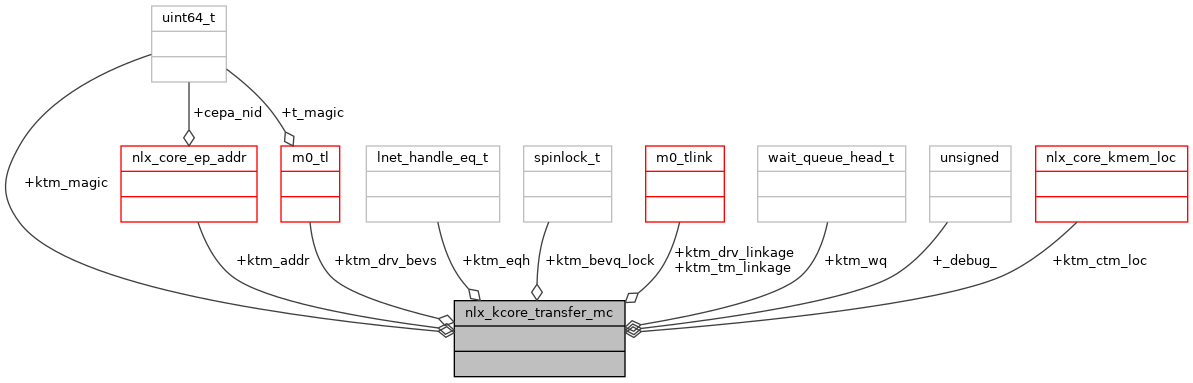 uint64_t
+cepa_nid
+t_magic
nlx_core_ep_addr
m0_tl
lnet_handle_eq_t
spinlock_t
m0_tlink
wait_queue_head_t
unsigned
nlx_core_kmem_loc
+ktm_magic
+ktm_addr
+ktm_drv_bevs
+ktm_eqh
+ktm_bevq_lock
+ktm_drv_linkage
+ktm_tm_linkage
+ktm_wq
+_debug_
+ktm_ctm_loc
nlx_kcore_transfer_mc